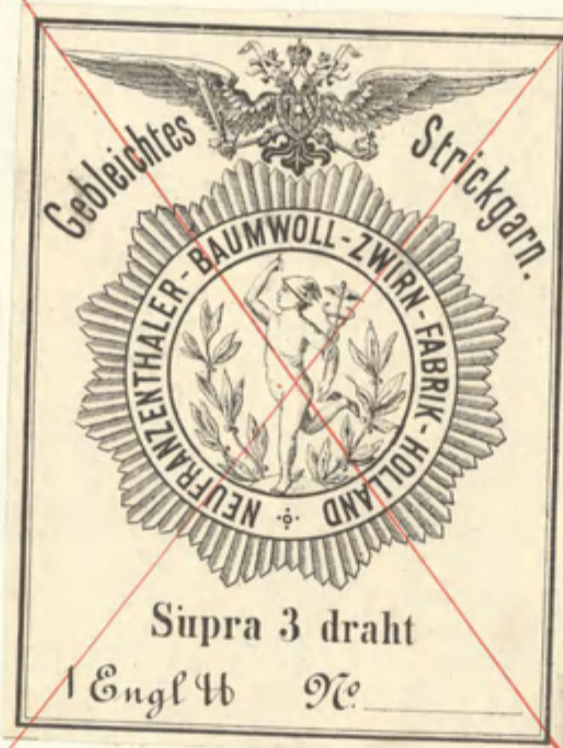 Gebleichtes Strickgarn.
NEUFRANZENTHALER-BAUMWOLL-ZWIRN-FABRIK-HOLLAND
Supra 3 draht
1 Engl ℔ No.